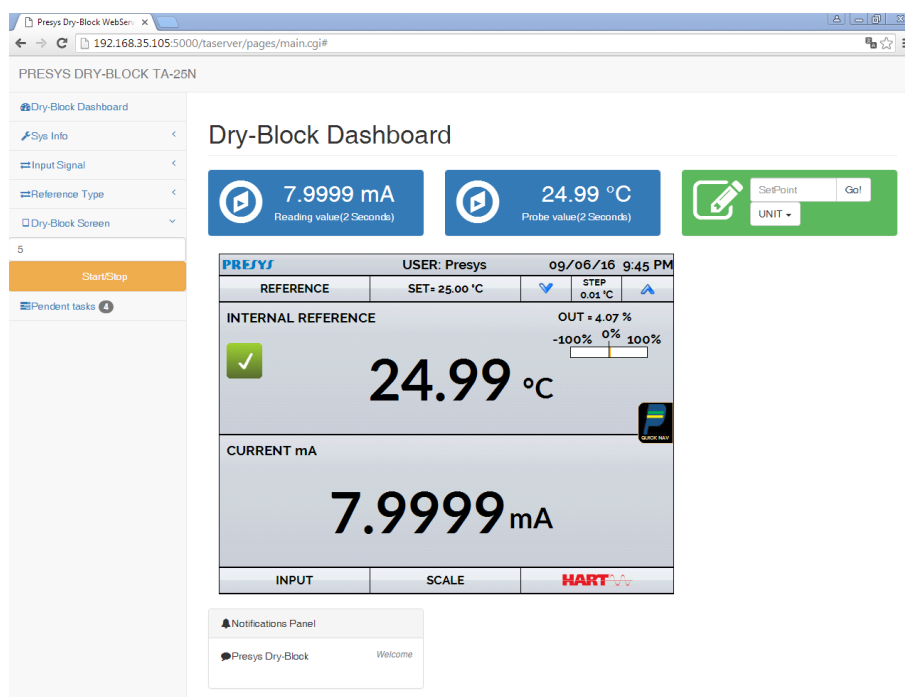 Presys Dry-Block WebSer
192.168.35.105:5000/taserver/pages/main.cgi#
PRESYS DRY-BLOCK TA-25N
Dry-Block Dashboard
Sys Info
Input Signal
Reference Type
Dry-Block Screen
5
Start/Stop
Pendent tasks 4
Dry-Block Dashboard
7.9999 mA
Reading value(2 Seconds)
24.99 °C
Probe value(2 Seconds)
SetPoint Go!
UNIT
PRESYS USER: Presys 09/06/16 9:45 PM
REFERENCE SET= 25.00 °C STEP
0.01 °C
INTERNAL REFERENCE OUT = 4.07 %
-100% 0% 100%
24.99 °C
QUICK NAV
CURRENT mA
7.9999 mA
INPUT SCALE HART
Notifications Panel
Presys Dry-Block Welcome